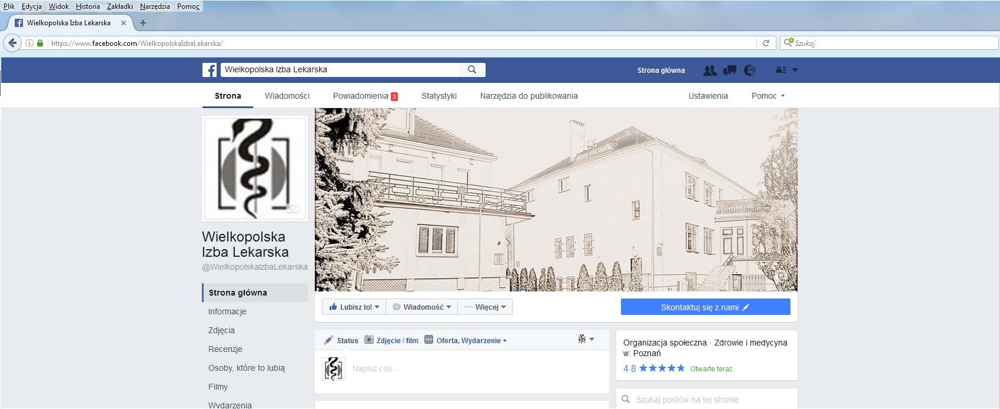 Plik Edycja Widok Historia Zakładki Narzędzia Pomoc
Wielkopolska Izba Lekarska
https://www.facebook.com/WielkopolskaIzbaLekarska/
Szukaj
Wielkopolska Izba Lekarska
Strona główna
Strona Wiadomości Powiadomienia 3 Statystyki Narzędzia do publikowania Ustawienia Pomoc
Wielkopolska
Izba Lekarska
@WielkopolskaIzbaLekarska
Strona główna
Informacje
Zdjęcia
Recenzje
Osoby, które to lubią
Filmy
Wydarzenia
B
Lubisz to! Wiadomość Więcej
Skontaktuj się z nami
Status Zdjęcie / film Oferta, Wydarzenie +
Napisz coś...
Organizacja społeczna · Zdrowie i medycyna
w: Poznań
4.8 Otwarte teraz
Szukaj postów na tej stronie